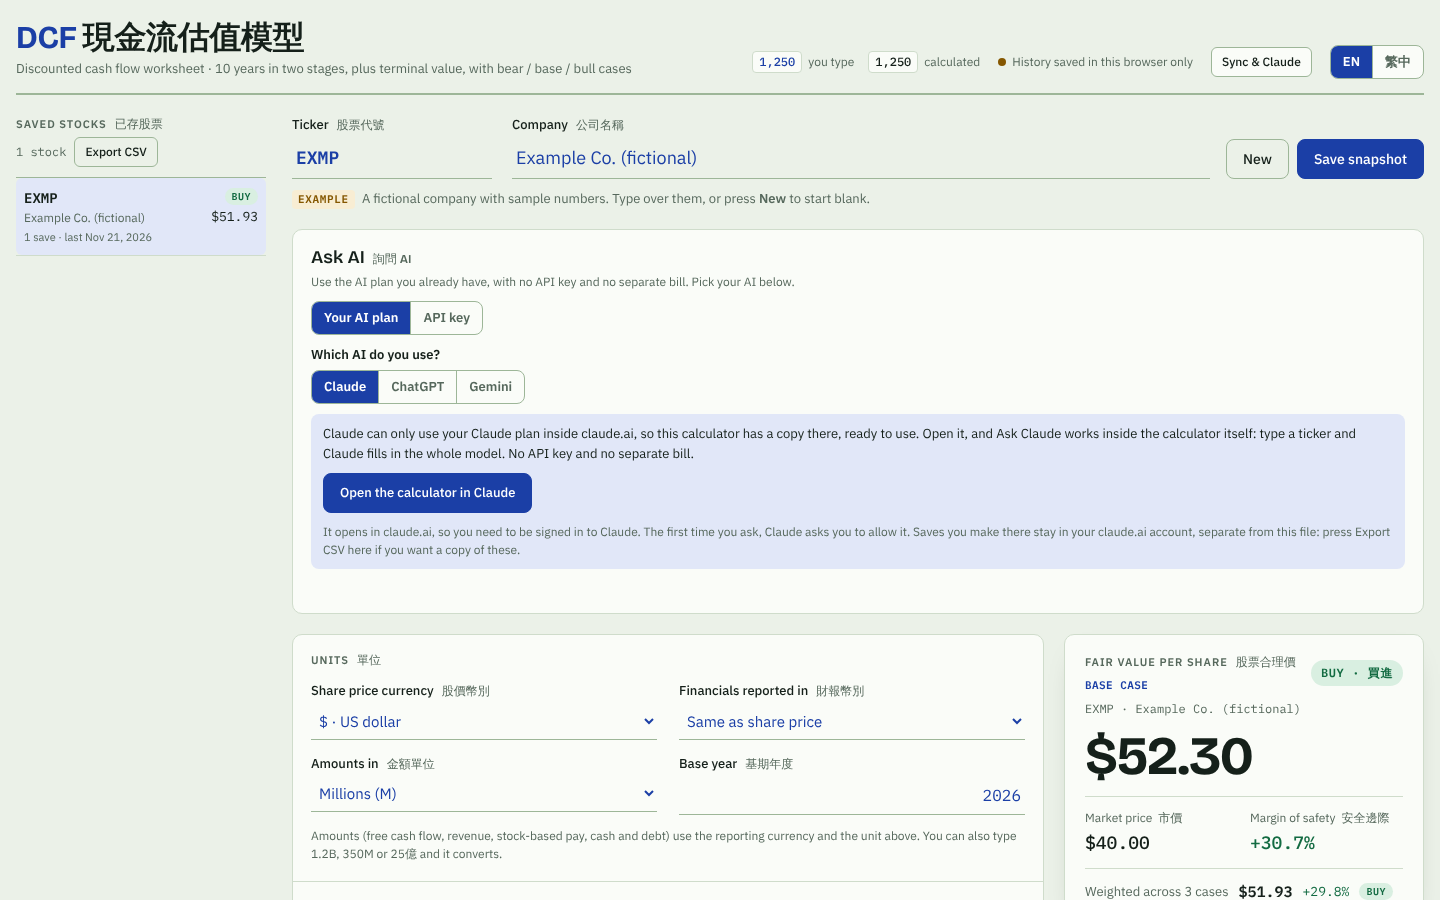 DCF 現金流估值模型
Discounted cash flow worksheet · 10 years in two stages, plus terminal value, with bear / base / bull cases
1,250 you type 1,250 calculated History saved in this browser only Sync & Claude EN 繁中
SAVED STOCKS 已存股票
1 stock Export CSV
EXMP BUY
Example Co. (fictional) $51.93
1 save · last Nov 21, 2026
Ticker 股票代號 Company 公司名稱
EXMP Example Co. (fictional) New Save snapshot
EXAMPLE A fictional company with sample numbers. Type over them, or press New to start blank.
Ask AI 詢問 AI
Use the AI plan you already have, with no API key and no separate bill. Pick your AI below.
Your AI plan API key
Which AI do you use?
Claude ChatGPT Gemini
Claude can only use your Claude plan inside claude.ai, so this calculator has a copy there, ready to use. Open it, and Ask Claude works inside the calculator itself: type a ticker and
Claude fills in the whole model. No API key and no separate bill.
Open the calculator in Claude
It opens in claude.ai, so you need to be signed in to Claude. The first time you ask, Claude asks you to allow it. Saves you make there stay in your claude.ai account, separate from this file: press Export
CSV here if you want a copy of these.
UNITS 單位
Share price currency 股價幣別 Financials reported in 財報幣別
$ · US dollar Same as share price
Amounts in 金額單位 Base year 基期年度
Millions (M) 2026
Amounts (free cash flow, revenue, stock-based pay, cash and debt) use the reporting currency and the unit above. You can also type
1.2B, 350M or 25億 and it converts.
FAIR VALUE PER SHARE 股票合理價 BUY · 買進
BASE CASE
EXMP · Example Co. (fictional)
$52.30
Market price 市價 Margin of safety 安全邊際
$40.00 +30.7%
Weighted across 3 cases $51.93 +29.8% BUY